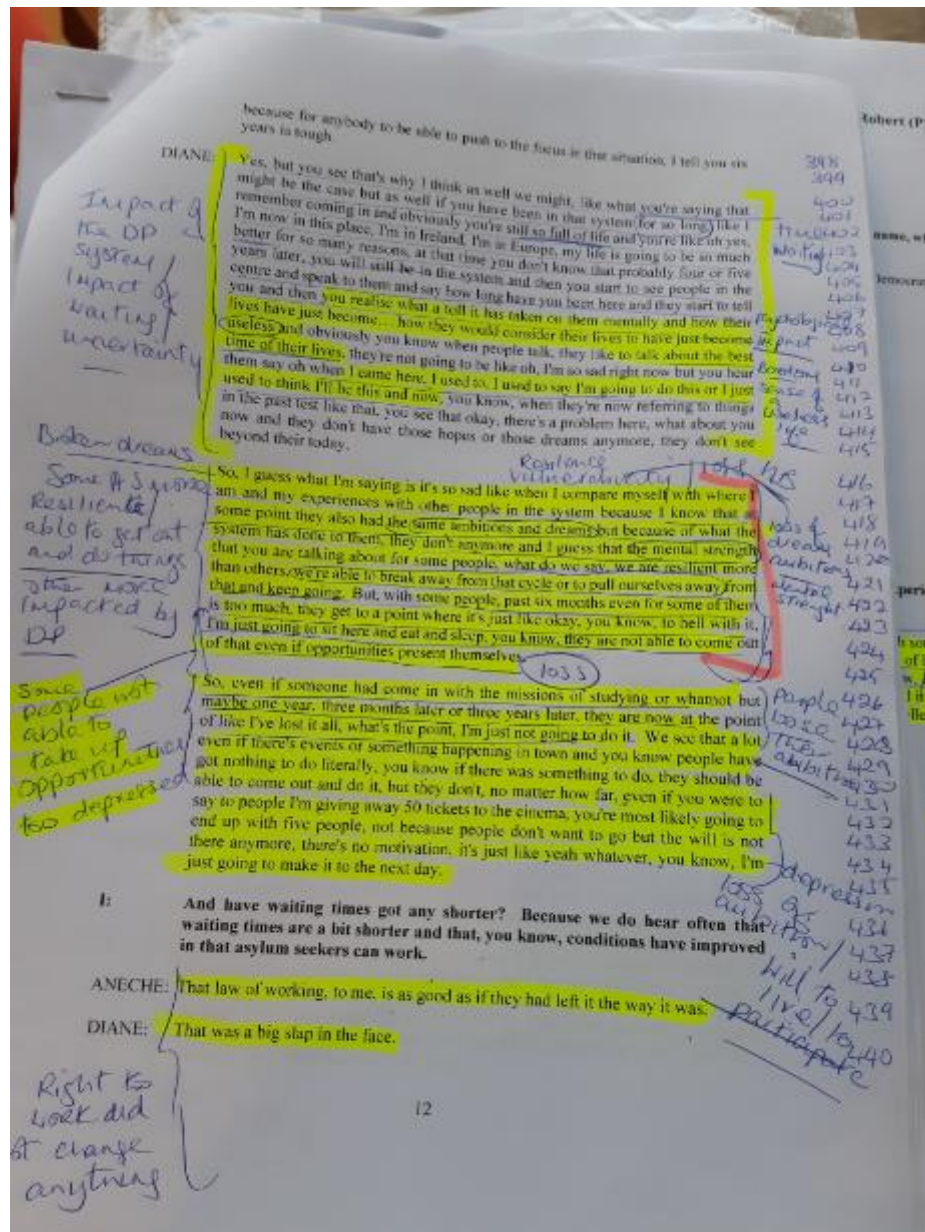 because for anybody to be able to push to the focus in that situation, I tell you six
years is tough
DIANE: Yes, but you see that's why I think as well we might, like what you're saying that
might be the case but as well if you have been in that system (for so long) like I
remember coming in and obviously you're still so full of life and you're like oh yes,
I'm now in this place, I'm in Ireland, I'm in Europe, my life is going to be so much
better for so many reasons, at that time you don't know that probably four or five
years later, you will still be in the system and then you start to see people in the
centre and speak to them and say how long have you been here and they start to tell
you and then you realise what a toll it has taken on them mentally and how their
lives have just become... how they would consider their lives to have just become
useless and obviously you know when people talk, they like to talk about the best
time of their lives, they're not going to be like oh, I'm so sad right now but you hear
them say oh when I came here, I used to, I used to say I'm going to do this or I just
used to think I'll be this and now, you know, when they're now referring to things
in the past test like that, you see that okay, there's a problem here, what about you
now and they don't have those hopes or those dreams anymore, they don't see
beyond their today.
So, I guess what I'm saying is it's so sad like when I compare myself with where I
am and my experiences with other people in the system because I know that at
some point they also had the same ambitions and dreams but because of what the
system has done to them, they don't anymore and I guess that the mental strength
that you are talking about for some people, what do we say, we are resilient more
than others, we're able to break away from that cycle or to pull ourselves away from
that and keep going. But, with some people, past six months even for some of them
is too much, they get to a point where it's just like okay, you know, to hell with it,
I'm just going to sit here and eat and sleep, you know, they are not able to come out
of that even if opportunities present themselves.
So, even if someone had come in with the missions of studying or whatnot but
maybe one year, three months later or three years later, they are now at the point
of like I've lost it all, what's the point, I'm just not going to do it. We see that a lot
even if there's events or something happening in town and you know people have
got nothing to do literally, you know if there was something to do, they should be
able to come out and do it, but they don't, no matter how far, even if you were to
say to people I'm giving away 50 tickets to the cinema, you're most likely going to
end up with five people, not because people don't want to go but the will is not
there anymore, there's no motivation, it's just like yeah whatever, you know, I'm
just going to make it to the next day.
I: And have waiting times got any shorter? Because we do hear often that
waiting times are a bit shorter and that, you know, conditions have improved
in that asylum seekers can work.
ANECHE: That law of working, to me, is as good as if they had left it the way it was.
DIANE: That was a big slap in the face.
12
Impact of
the DP
System /
Impact of
waiting /
uncertainty
Broken dreams
Some
Resilient
able to get out
and do things
other more
impacted by
DP
Some
people not
able to
take up
opportunities
too depressed
Right to
work did
change
anything
Resilience
vulnerability
loss
398
399
400
401
waiting 403
404
405
406
Psychological
408
impact 409
Boredom 410
411
sense of 412
useless 413
life 414
415
416
417
loss of 418
dreams 419
420
ambitions 421
mental
strenght 422
423
424
425
People 426
lose 427
their 428
429
ambition 430
431
432
433
434
depression 435
loss of
ambition / 436
437
438
will to
live / to 439
440
participate
Robert (P
name, w
Democra